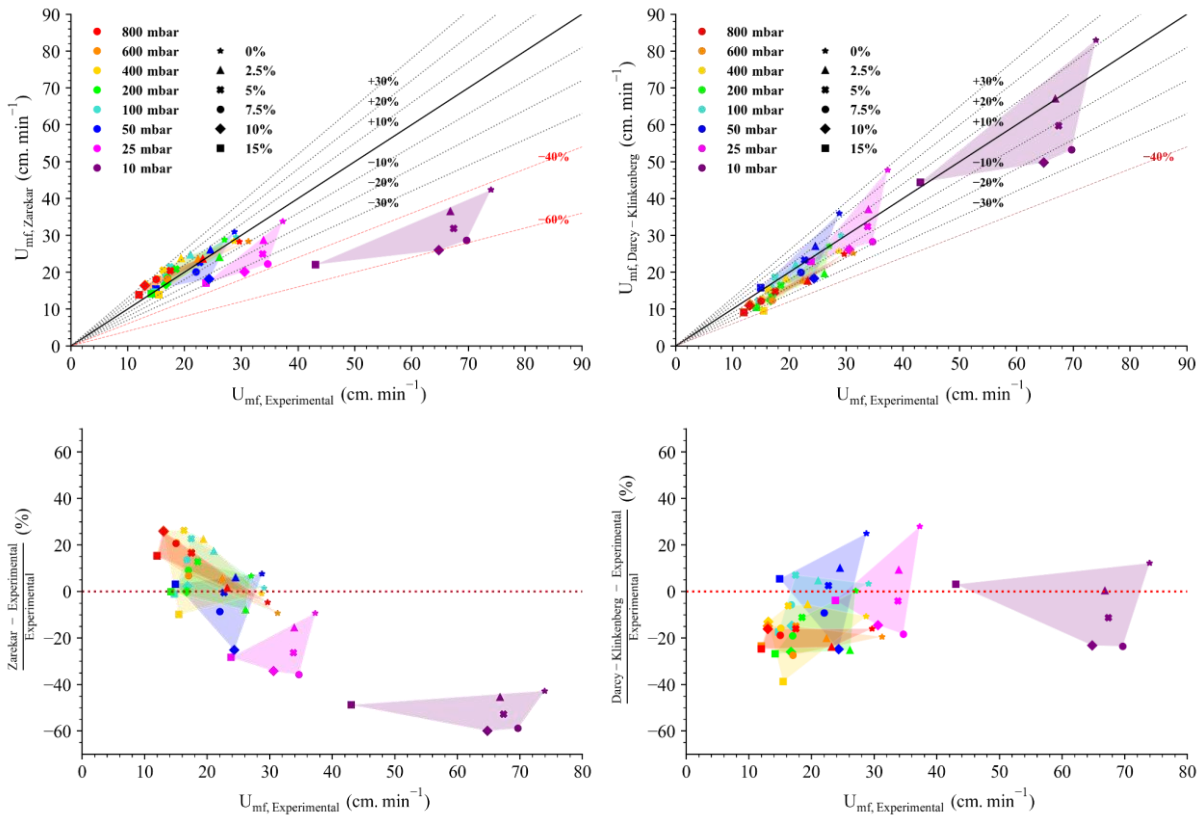 90
80
70
60
50
40
30
20
10
0
U_mf, Zarekar (cm. min⁻¹)
800 mbar
600 mbar
400 mbar
200 mbar
100 mbar
50 mbar
25 mbar
10 mbar
0%
2.5%
5%
7.5%
10%
15%
+30%
+20%
+10%
−10%
−20%
−30%
−40%
−60%
0 10 20 30 40 50 60 70 80 90
U_mf, Experimental (cm. min⁻¹)
90
80
70
60
50
40
30
20
10
0
U_mf, Darcy − Klinkenberg (cm. min⁻¹)
800 mbar
600 mbar
400 mbar
200 mbar
100 mbar
50 mbar
25 mbar
10 mbar
0%
2.5%
5%
7.5%
10%
15%
+30%
+20%
+10%
−10%
−20%
−30%
−40%
0 10 20 30 40 50 60 70 80 90
U_mf, Experimental (cm. min⁻¹)
60
40
20
0
−20
−40
−60
Zarekar − Experimental
Experimental
(%)
0 10 20 30 40 50 60 70 80
U_mf, Experimental (cm. min⁻¹)
60
40
20
0
−20
−40
−60
Darcy − Klinkenberg − Experimental
Experimental
(%)
0 10 20 30 40 50 60 70 80
U_mf, Experimental (cm. min⁻¹)